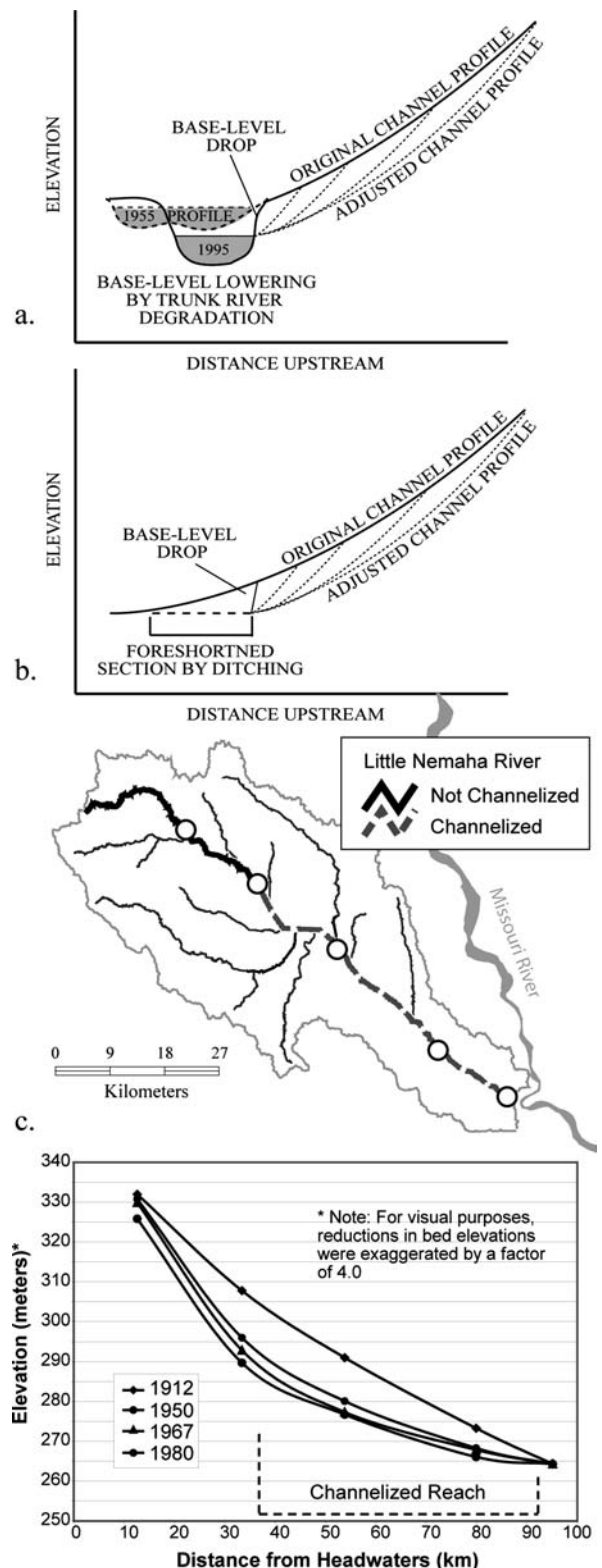 ELEVATION
BASE-LEVEL
DROP
ORIGINAL CHANNEL PROFILE
ADJUSTED CHANNEL PROFILE
1955 PROFILE
1995
BASE-LEVEL LOWERING
BY TRUNK RIVER
DEGRADATION
a.
DISTANCE UPSTREAM
ELEVATION
BASE-LEVEL
DROP
ORIGINAL CHANNEL PROFILE
ADJUSTED CHANNEL PROFILE
FORESHORTNED
SECTION BY DITCHING
b.
DISTANCE UPSTREAM
Little Nemaha River
Not Channelized
Channelized
Missouri River
0 9 18 27
Kilometers
c.
340
330
320
310
300
290
280
270
260
250
Elevation (meters)*
* Note: For visual purposes,
reductions in bed elevations
were exaggerated by a factor
of 4.0
1912
1950
1967
1980
Channelized Reach
0 10 20 30 40 50 60 70 80 90 100
Distance from Headwaters (km)